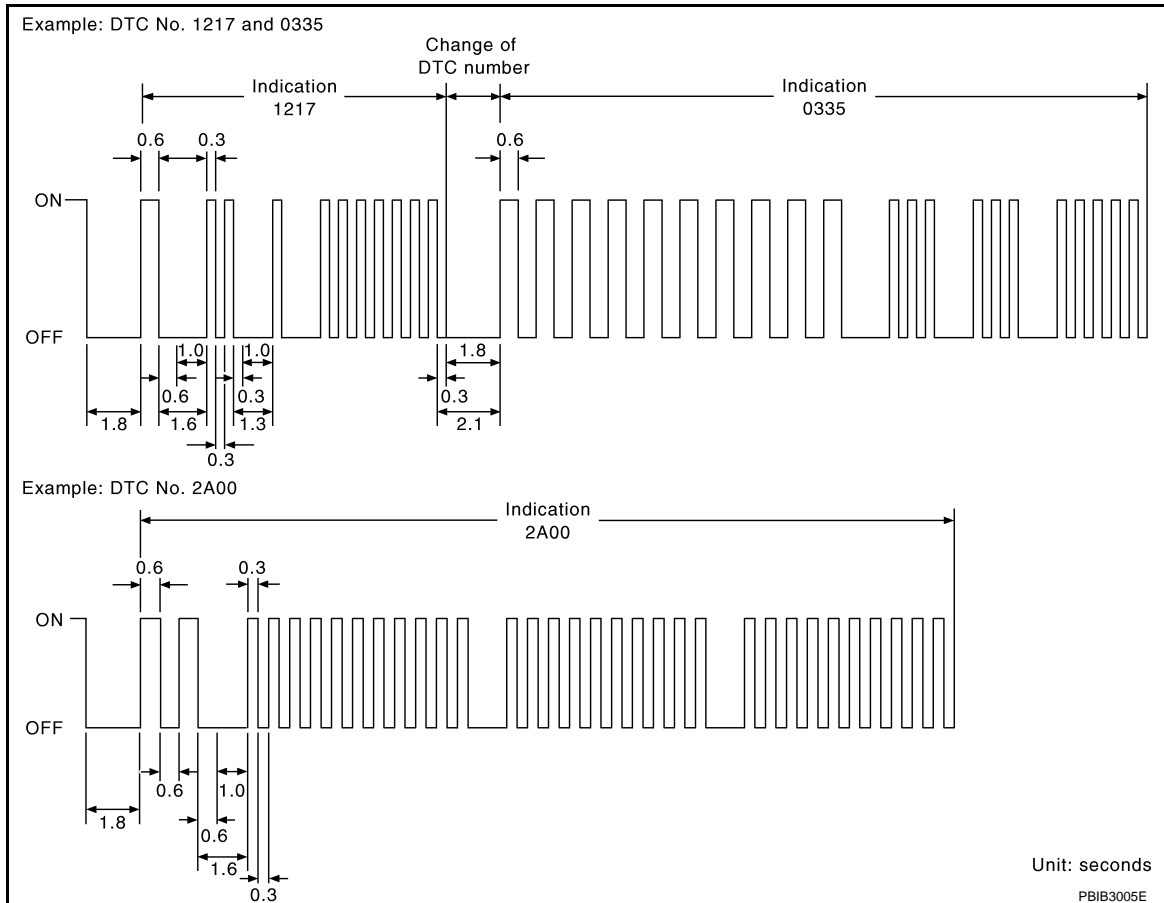 Example: DTC No. 1217 and 0335
Change of
DTC number
Indication
1217
Indication
0335
0.6
0.3
0.6
ON
OFF
1.0
1.0
1.8
0.6
0.3
0.3
1.8
1.6
1.3
2.1
0.3
Example: DTC No. 2A00
Indication
2A00
0.6
0.3
ON
OFF
0.6
1.0
1.8
0.6
1.6
0.3
Unit: seconds
PBIB3005E